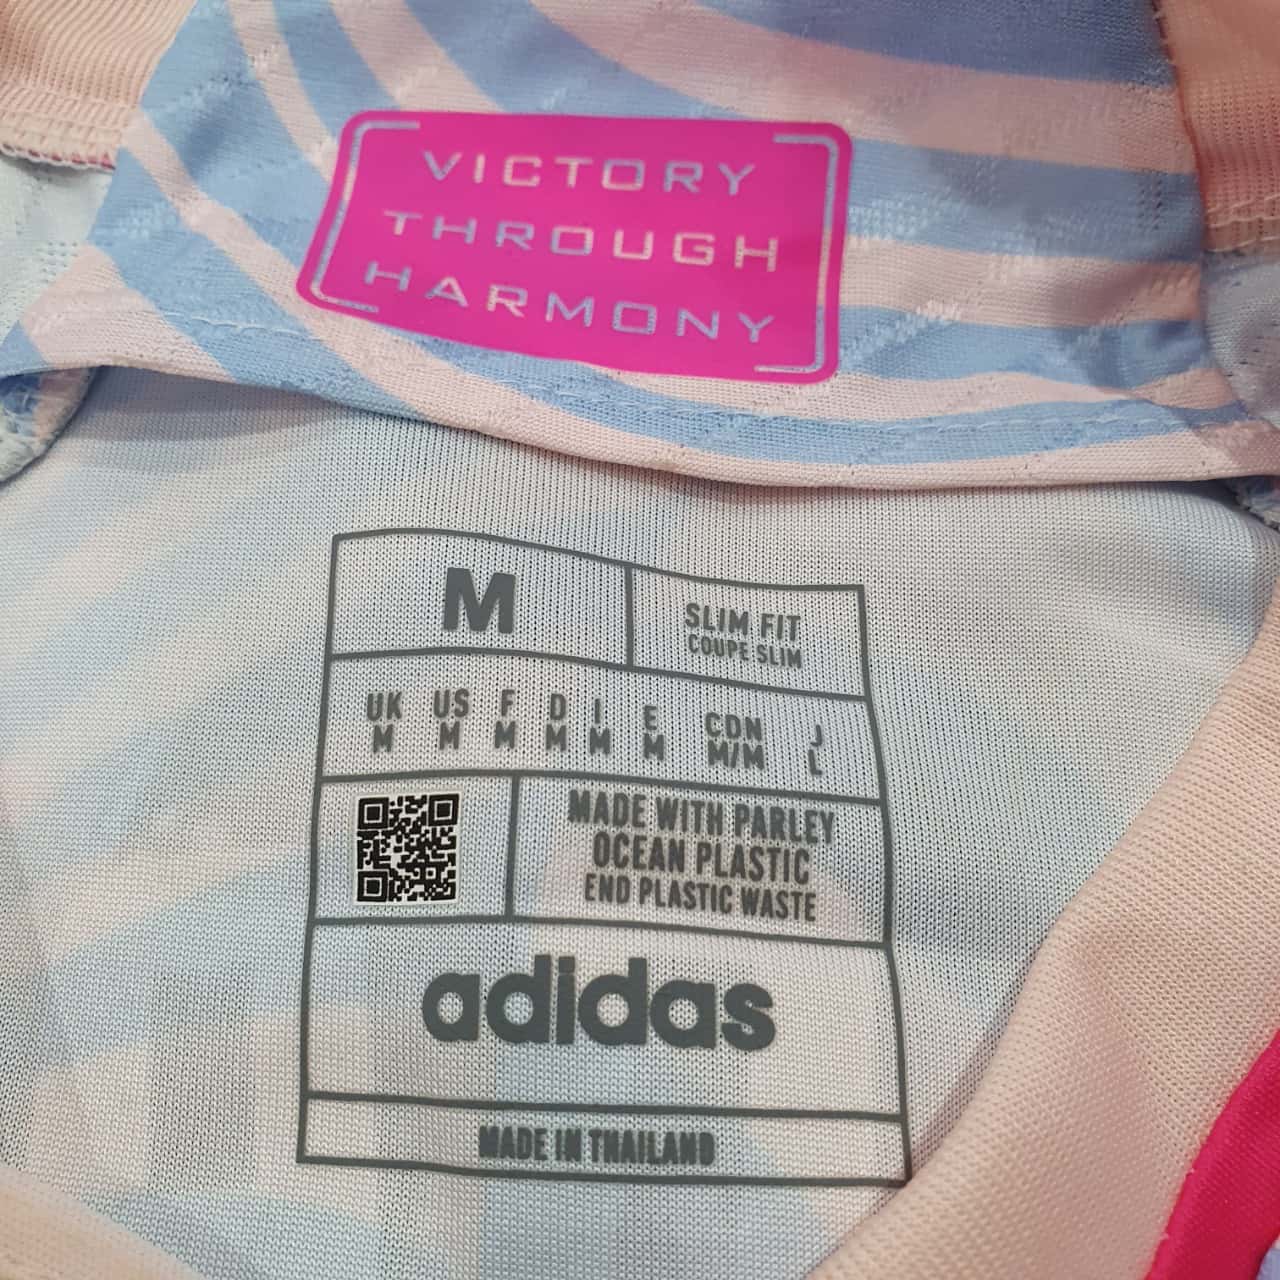 VICTORY
THROUGH
HARMONY
M
SLIM FIT
COUPE SLIM
UK US F D I E CDN J
M M M M M M M/M L
MADE WITH PARLEY
OCEAN PLASTIC
END PLASTIC WASTE
adidas
MADE IN THAILAND